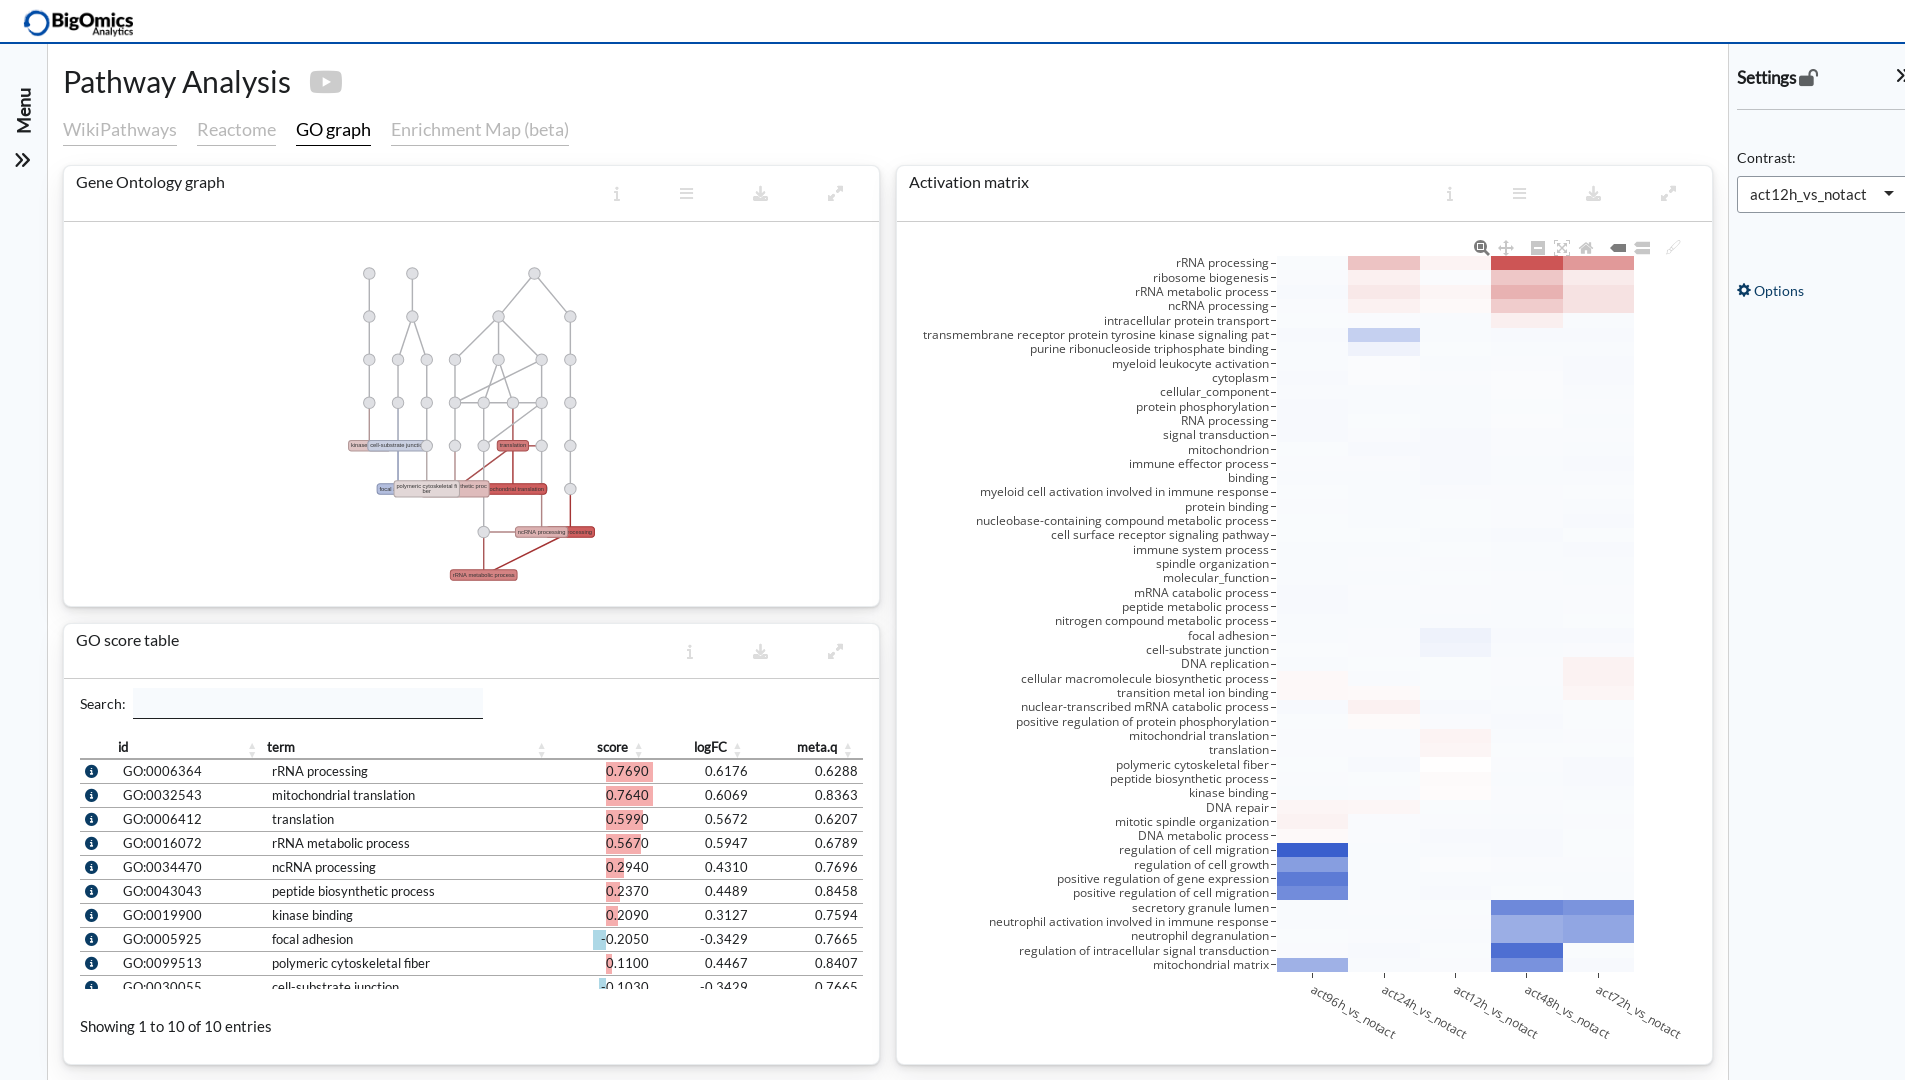 BigOmics
Analytics
Menu
Pathway Analysis
WikiPathways Reactome GO graph Enrichment Map (beta)
Gene Ontology graph
kinase cell-substrate juncti translation
focal polymeric cytoskeletal fi
ber
thetic proc ochondrial translation
ncRNA processing ocessing
rRNA metabolic process
GO score table
Search:
id term score logFC meta.q
GO:0006364 rRNA processing 0.7690 0.6176 0.6288
GO:0032543 mitochondrial translation 0.7640 0.6069 0.8363
GO:0006412 translation 0.5990 0.5672 0.6207
GO:0016072 rRNA metabolic process 0.5670 0.5947 0.6789
GO:0034470 ncRNA processing 0.2940 0.4310 0.7696
GO:0043043 peptide biosynthetic process 0.2370 0.4489 0.8458
GO:0019900 kinase binding 0.2090 0.3127 0.7594
GO:0005925 focal adhesion -0.2050 -0.3429 0.7665
GO:0099513 polymeric cytoskeletal fiber 0.1100 0.4467 0.8407
GO:0030055 cell-substrate junction -0.1030 -0.3429 0.7665
Showing 1 to 10 of 10 entries
Activation matrix
rRNA processing
ribosome biogenesis
rRNA metabolic process
ncRNA processing
intracellular protein transport
transmembrane receptor protein tyrosine kinase signaling pat
purine ribonucleoside triphosphate binding
myeloid leukocyte activation
cytoplasm
cellular_component
protein phosphorylation
RNA processing
signal transduction
mitochondrion
immune effector process
binding
myeloid cell activation involved in immune response
protein binding
nucleobase-containing compound metabolic process
cell surface receptor signaling pathway
immune system process
spindle organization
molecular_function
mRNA catabolic process
peptide metabolic process
nitrogen compound metabolic process
focal adhesion
cell-substrate junction
DNA replication
cellular macromolecule biosynthetic process
transition metal ion binding
nuclear-transcribed mRNA catabolic process
positive regulation of protein phosphorylation
mitochondrial translation
translation
polymeric cytoskeletal fiber
peptide biosynthetic process
kinase binding
DNA repair
mitotic spindle organization
DNA metabolic process
regulation of cell migration
regulation of cell growth
positive regulation of gene expression
positive regulation of cell migration
secretory granule lumen
neutrophil activation involved in immune response
neutrophil degranulation
regulation of intracellular signal transduction
mitochondrial matrix
act96h_vs_notact act24h_vs_notact act12h_vs_notact act48h_vs_notact act72h_vs_notact
Settings
Contrast:
act12h_vs_notact
Options